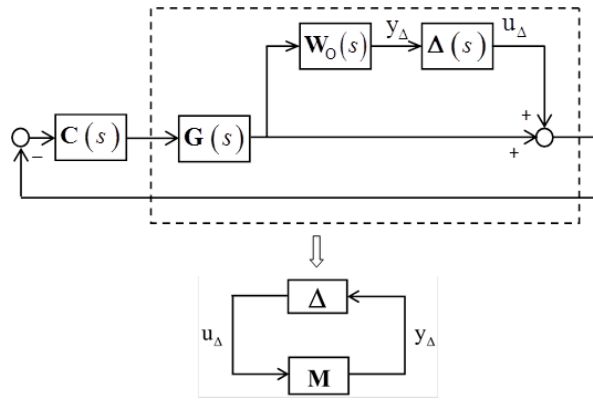 W_O(s) y_Δ Δ(s) u_Δ
+
− C(s) G(s) +
Δ
u_Δ y_Δ
M